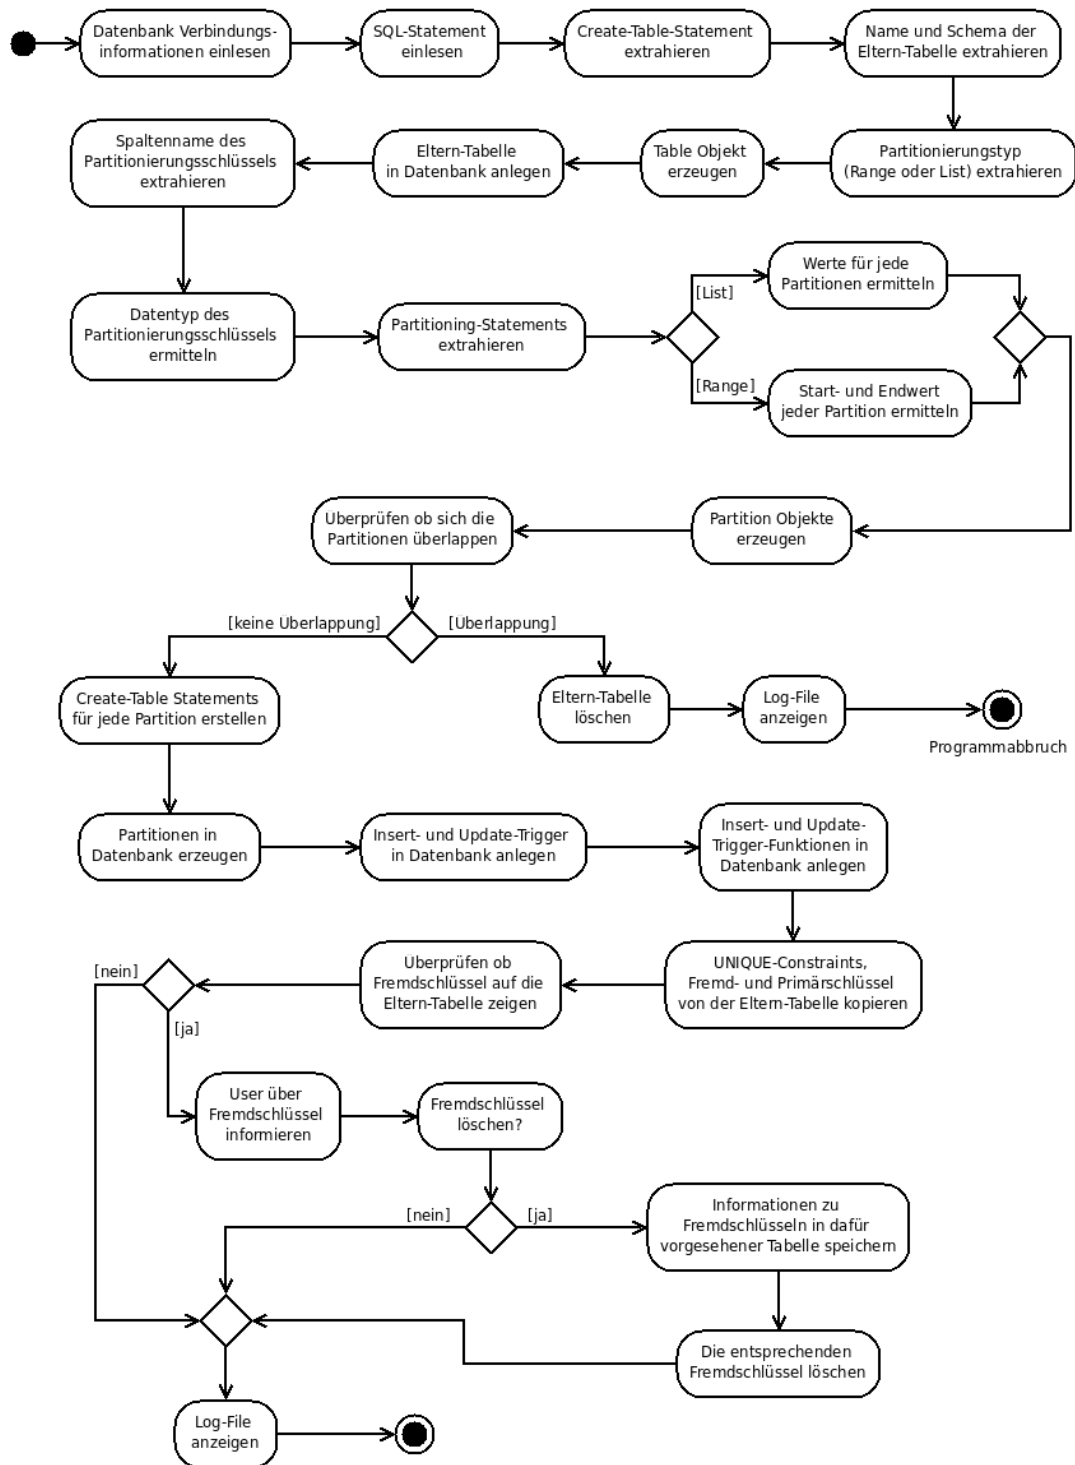 Datenbank Verbindungs-
informationen einlesen
SQL-Statement
einlesen
Create-Table-Statement
extrahieren
Name und Schema der
Eltern-Tabelle extrahieren
Spaltenname des
Partitionierungsschlüssels
extrahieren
Eltern-Tabelle
in Datenbank anlegen
Table Objekt
erzeugen
Partitionierungstyp
(Range oder List) extrahieren
Datentyp des
Partitionierungsschlüssels
ermitteln
Partitioning-Statements
extrahieren
[List]
Werte für jede
Partitionen ermitteln
[Range]
Start- und Endwert
jeder Partition ermitteln
Überprüfen ob sich die
Partitionen überlappen
Partition Objekte
erzeugen
[keine Überlappung]
[Überlappung]
Create-Table Statements
für jede Partition erstellen
Eltern-Tabelle
löschen
Log-File
anzeigen
Programmabbruch
Partitionen in
Datenbank erzeugen
Insert- und Update-Trigger
in Datenbank anlegen
Insert- und Update-
Trigger-Funktionen in
Datenbank anlegen
[nein]
[ja]
Überprüfen ob
Fremdschlüssel auf die
Eltern-Tabelle zeigen
UNIQUE-Constraints,
Fremd- und Primärschlüssel
von der Eltern-Tabelle kopieren
User über
Fremdschlüssel
informieren
Fremdschlüssel
löschen?
[nein]
[ja]
Informationen zu
Fremdschlüsseln in dafür
vorgesehener Tabelle speichern
Die entsprechenden
Fremdschlüssel löschen
Log-File
anzeigen